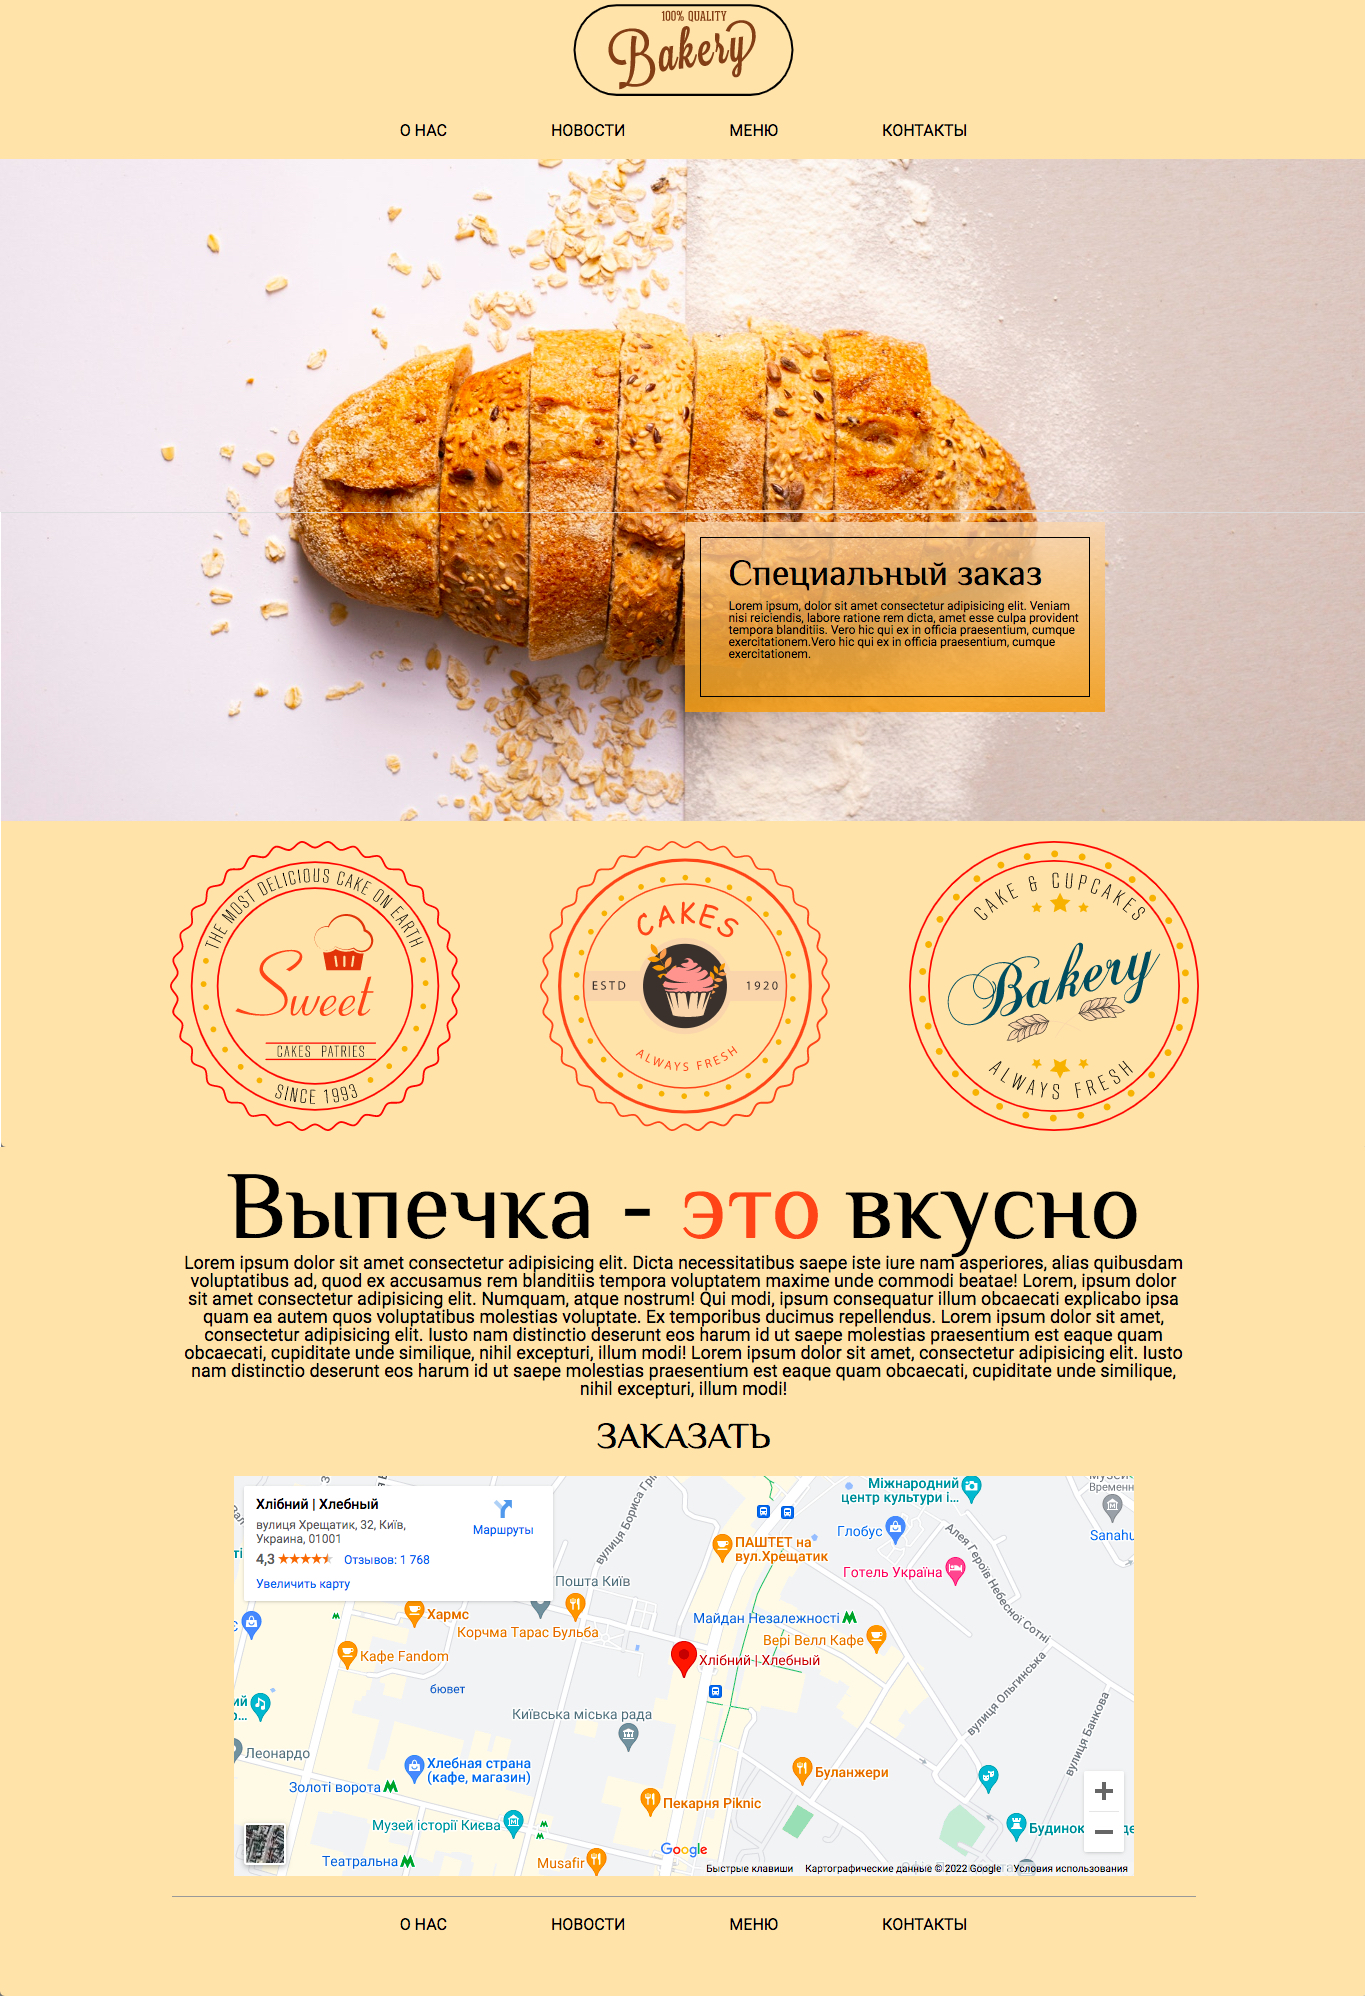 100% QUALITY
Bakery
О НАС НОВОСТИ МЕНЮ КОНТАКТЫ
Специальный заказ
Lorem ipsum, dolor sit amet consectetur adipisicing elit. Veniam
nisi reiciendis, labore ratione rem dicta, amet esse culpa provident
tempora blanditiis. Vero hic qui ex in officia praesentium, cumque
exercitationem.Vero hic qui ex in officia praesentium, cumque
exercitationem.
THE MOST DELICIOUS CAKE ON EARTH
Sweet
CAKES PATRIES
SINCE 1993
CAKES
ESTD 1920
ALWAYS FRESH
CAKE & CUPCAKES
Bakery
ALWAYS FRESH
Выпечка - это вкусно
Lorem ipsum dolor sit amet consectetur adipisicing elit. Dicta necessitatibus saepe iste iure nam asperiores, alias quibusdam
voluptatibus ad, quod ex accusamus rem blanditiis tempora voluptatem maxime unde commodi beatae! Lorem, ipsum dolor
sit amet consectetur adipisicing elit. Numquam, atque nostrum! Qui modi, ipsum consequatur illum obcaecati explicabo ipsa
quam ea autem quos voluptatibus molestias voluptate. Ex temporibus ducimus repellendus. Lorem ipsum dolor sit amet,
consectetur adipisicing elit. Iusto nam distinctio deserunt eos harum id ut saepe molestias praesentium est eaque quam
obcaecati, cupiditate unde similique, nihil excepturi, illum modi! Lorem ipsum dolor sit amet, consectetur adipisicing elit. Iusto
nam distinctio deserunt eos harum id ut saepe molestias praesentium est eaque quam obcaecati, cupiditate unde similique,
nihil excepturi, illum modi!
ЗАКАЗАТЬ
Хлібний | Хлебный
вулиця Хрещатик, 32, Київ,
Украина, 01001
4,3 Отзывов: 1 768
Увеличить карту
Маршруты
вулиця Бориса Грін
Міжнародний
центр культури і...
Временн
Глобус
Sanahu
ПАШТЕТ на
вул.Хрещатик
Готель Україна
Алея Героїв Небесної Сотні
Пошта Київ
Хармс
Корчма Тарас Бульба
Майдан Незалежності
Вері Велл Кафе
Кафе Fandom
Хлібний | Хлебный
бювет
вулиця Ольгинська
вулиця Банкова
Київська міська рада
Леонардо
Хлебная страна
(кафе, магазин)
Буланжери
Золоті ворота
Пекарня Piknic
Музей історії Києва
Будинок
Театральна
Musafir
Google
Быстрые клавиши Картографические данные © 2022 Google Условия использования
О НАС НОВОСТИ МЕНЮ КОНТАКТЫ